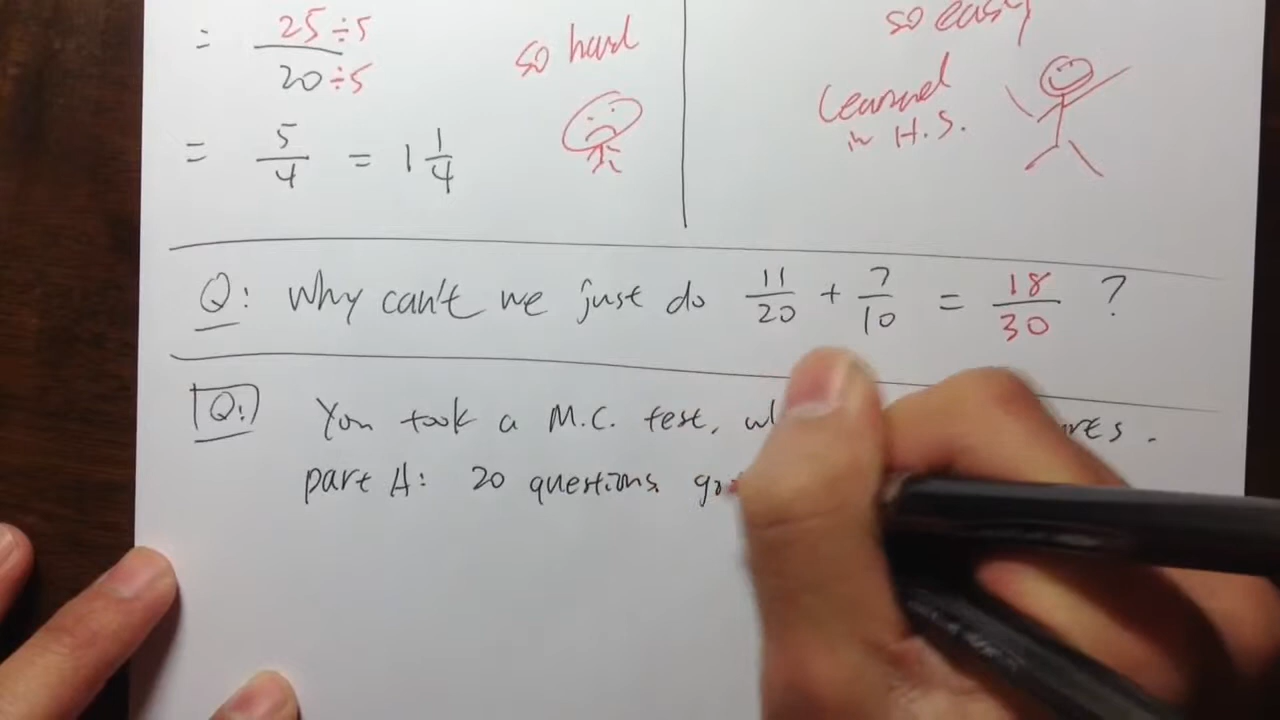 = 25÷5 / 20÷5
so hard
= 5/4 = 1 1/4
so easy
Learned
in H.S.
Q: Why can't we just do 11/20 + 7/10 = 18/30 ?
Q: You took a M.C. test,
part A: 20 questions